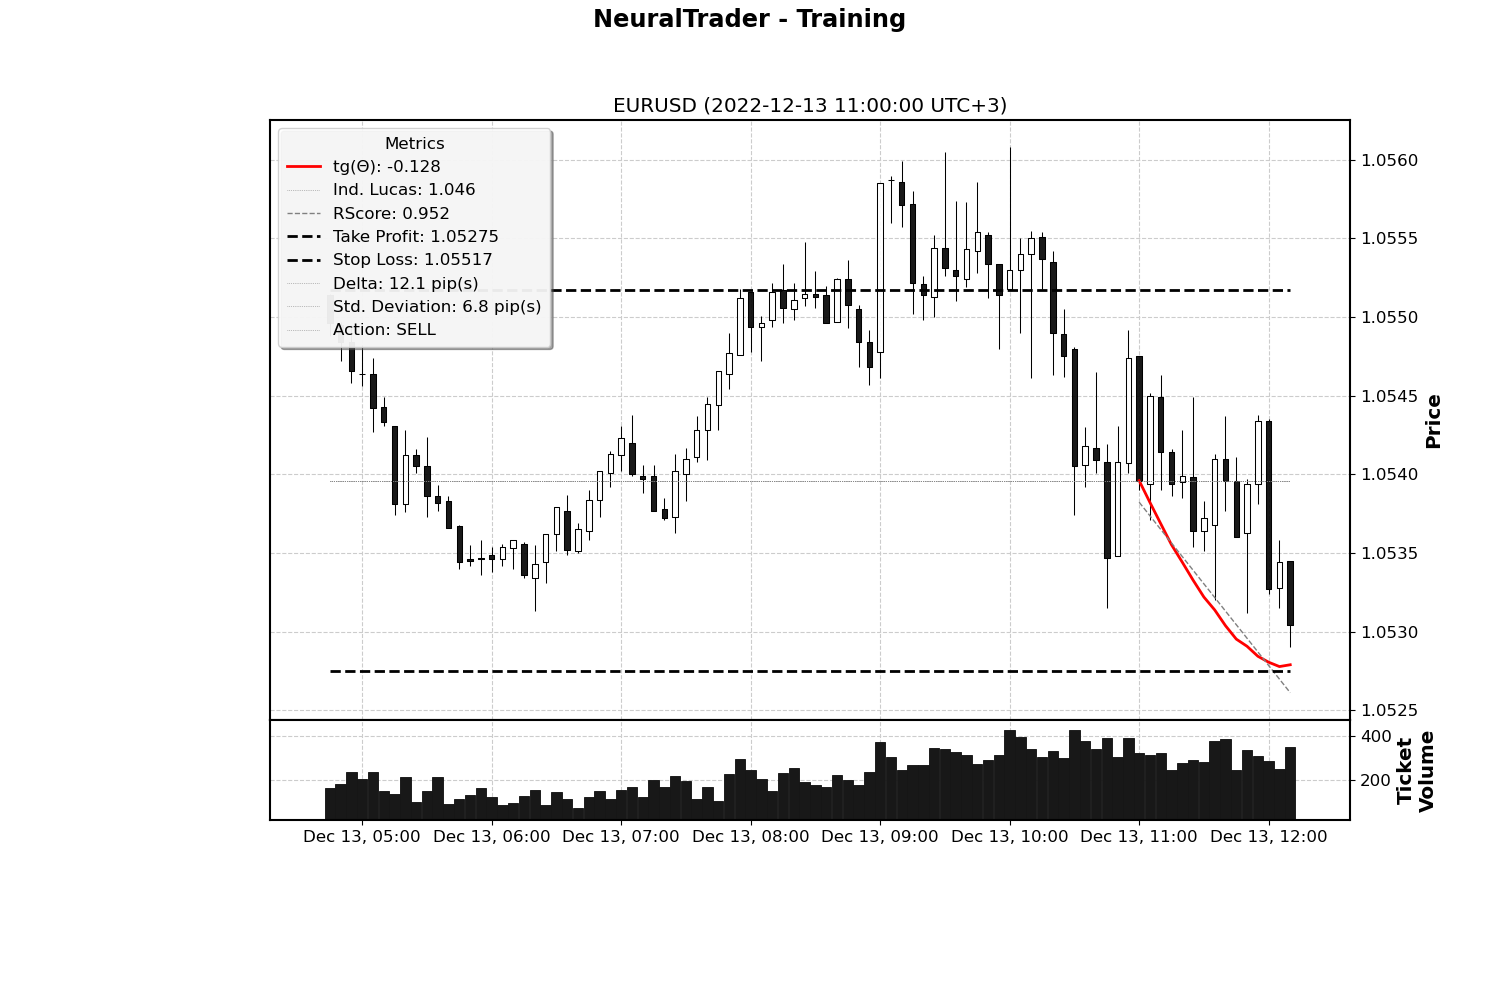 NeuralTrader - Training
EURUSD (2022-12-13 11:00:00 UTC+3)
Metrics
tg(Θ): -0.128
Ind. Lucas: 1.046
RScore: 0.952
Take Profit: 1.05275
Stop Loss: 1.05517
Delta: 12.1 pip(s)
Std. Deviation: 6.8 pip(s)
Action: SELL
1.0560
1.0555
1.0550
1.0545
1.0540
1.0535
1.0530
1.0525
Price
400
200
Ticket
Volume
Dec 13, 05:00 Dec 13, 06:00 Dec 13, 07:00 Dec 13, 08:00 Dec 13, 09:00 Dec 13, 10:00 Dec 13, 11:00 Dec 13, 12:00